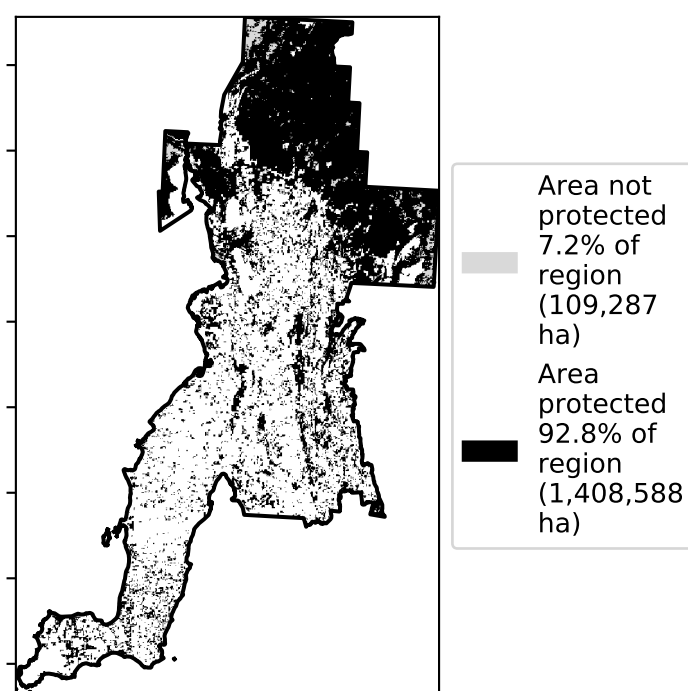 Area not
protected
7.2% of
region
(109,287
ha)
Area
protected
92.8% of
region
(1,408,588
ha)